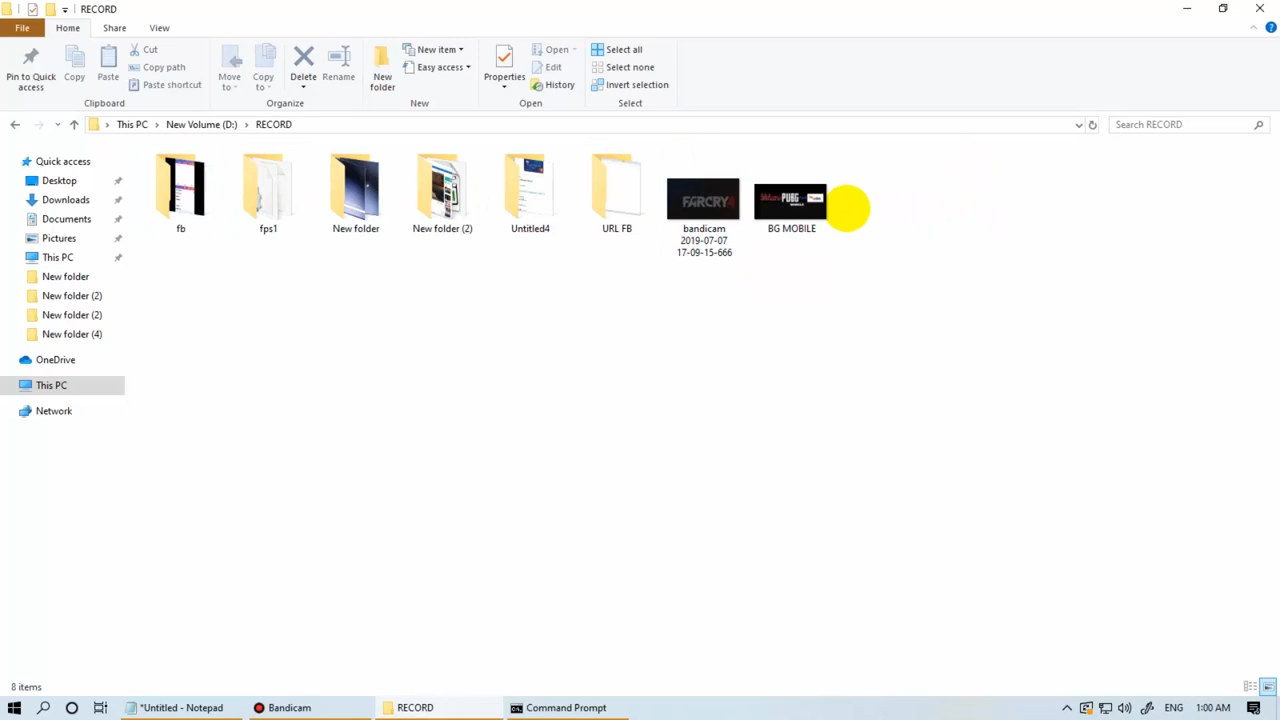 RECORD
File
Home
Share
View
Pin to Quick access
Copy
Paste
Cut
Copy path
Paste shortcut
Clipboard
Move to
Copy to
Delete
Rename
Organize
New folder
New item
Easy access
New
Properties
Open
Edit
History
Open
Select all
Select none
Invert selection
Select
This PC > New Volume (D:) > RECORD
Search RECORD
Quick access
Desktop
Downloads
Documents
Pictures
This PC
New folder
New folder (2)
New folder (2)
New folder (4)
OneDrive
This PC
Network
fb
fps1
New folder
New folder (2)
Untitled4
URL FB
FARCRY4
bandicam
2019-07-07
17-09-15-666
PUBG
BG MOBILE
8 items
*Untitled - Notepad
Bandicam
RECORD
Command Prompt
ENG
1:00 AM